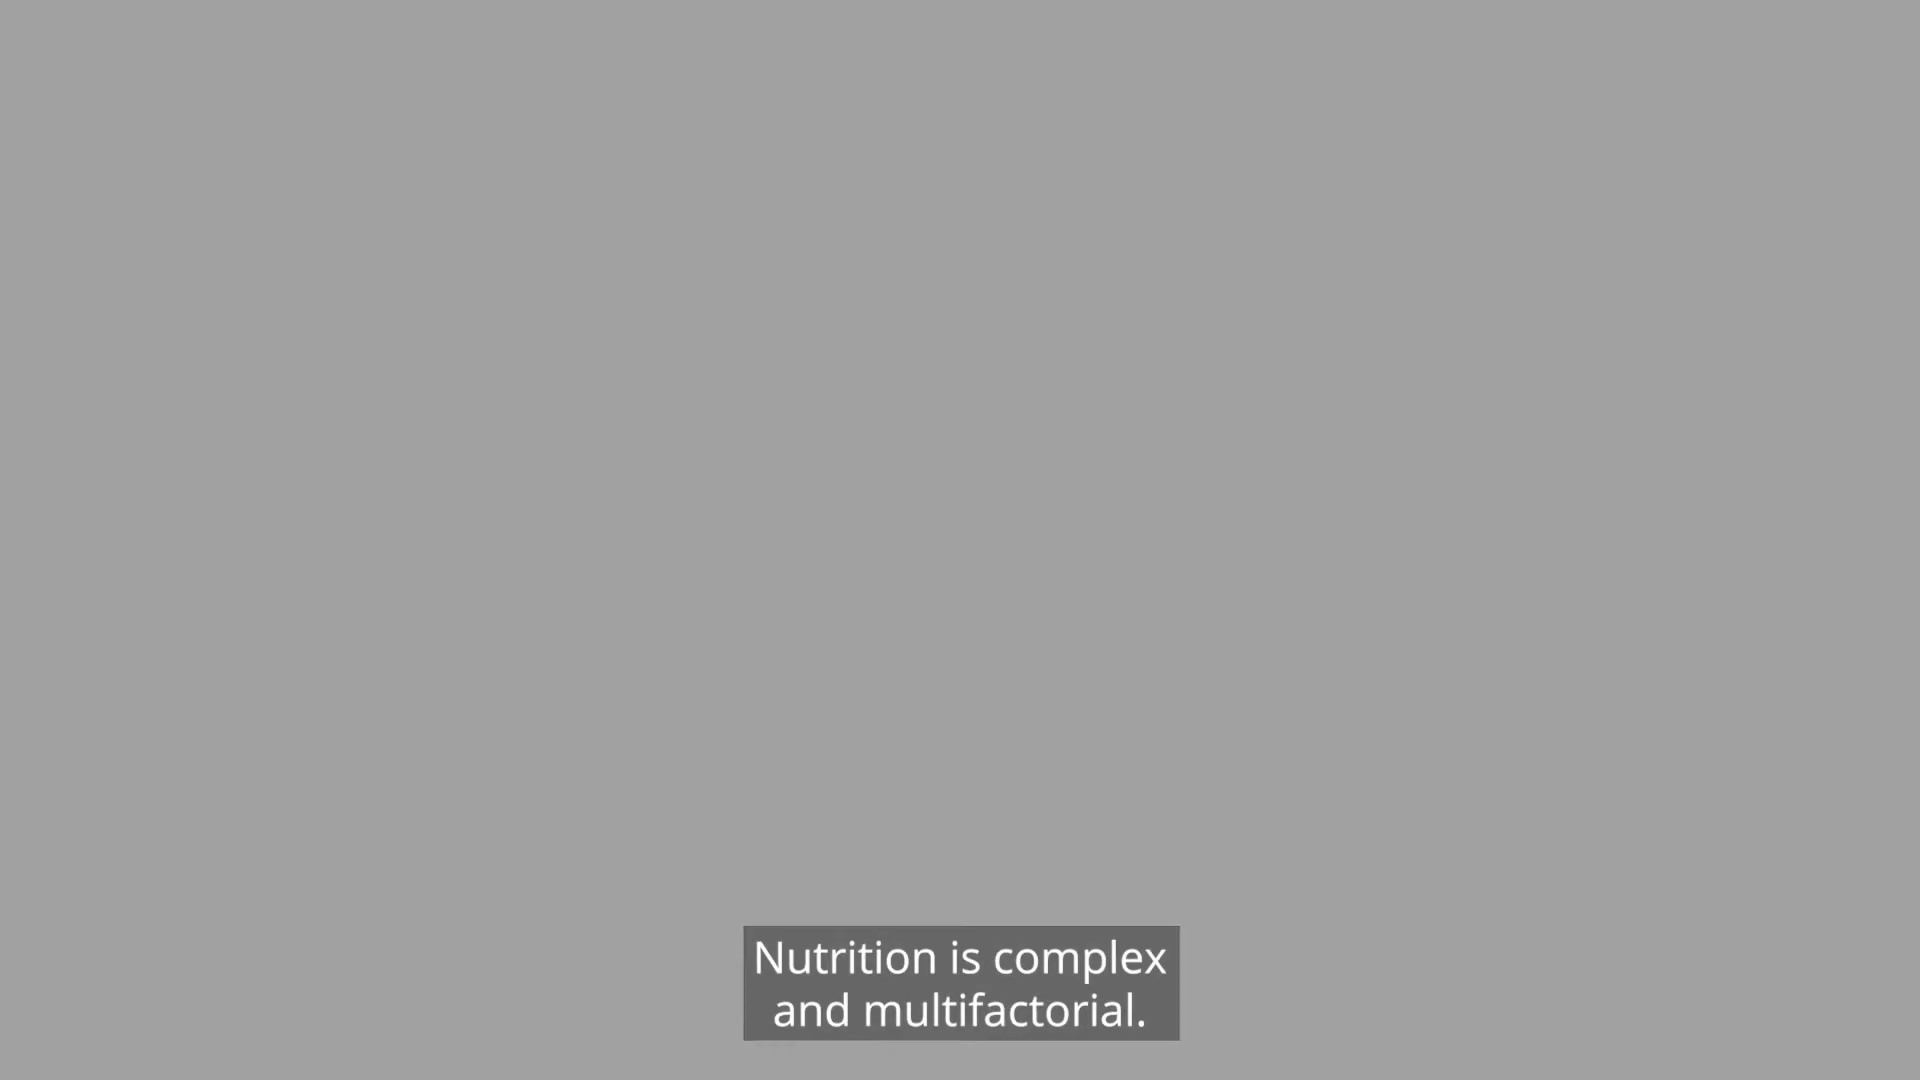 Nutrition is complex
and multifactorial.